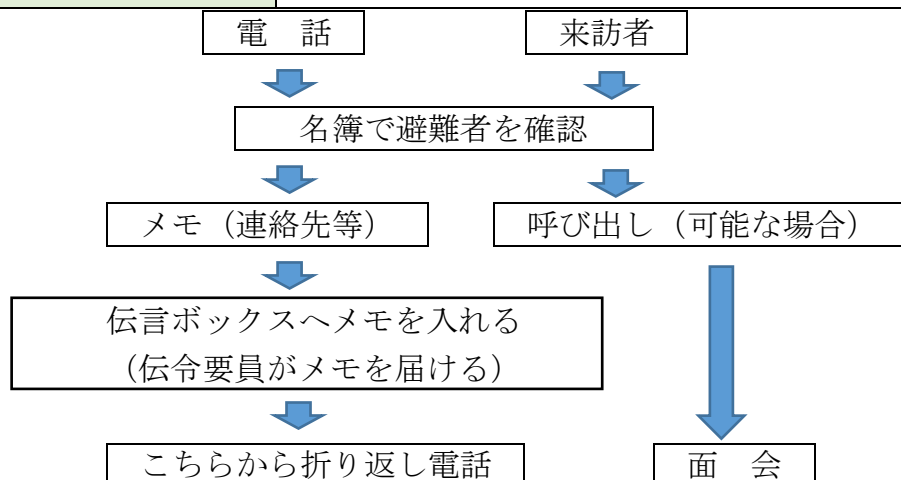 電　話
来訪者
名簿で避難者を確認
メモ（連絡先等）
呼び出し（可能な場合）
伝言ボックスへメモを入れる
（伝令要員がメモを届ける）
こちらから折り返し電話
面　会